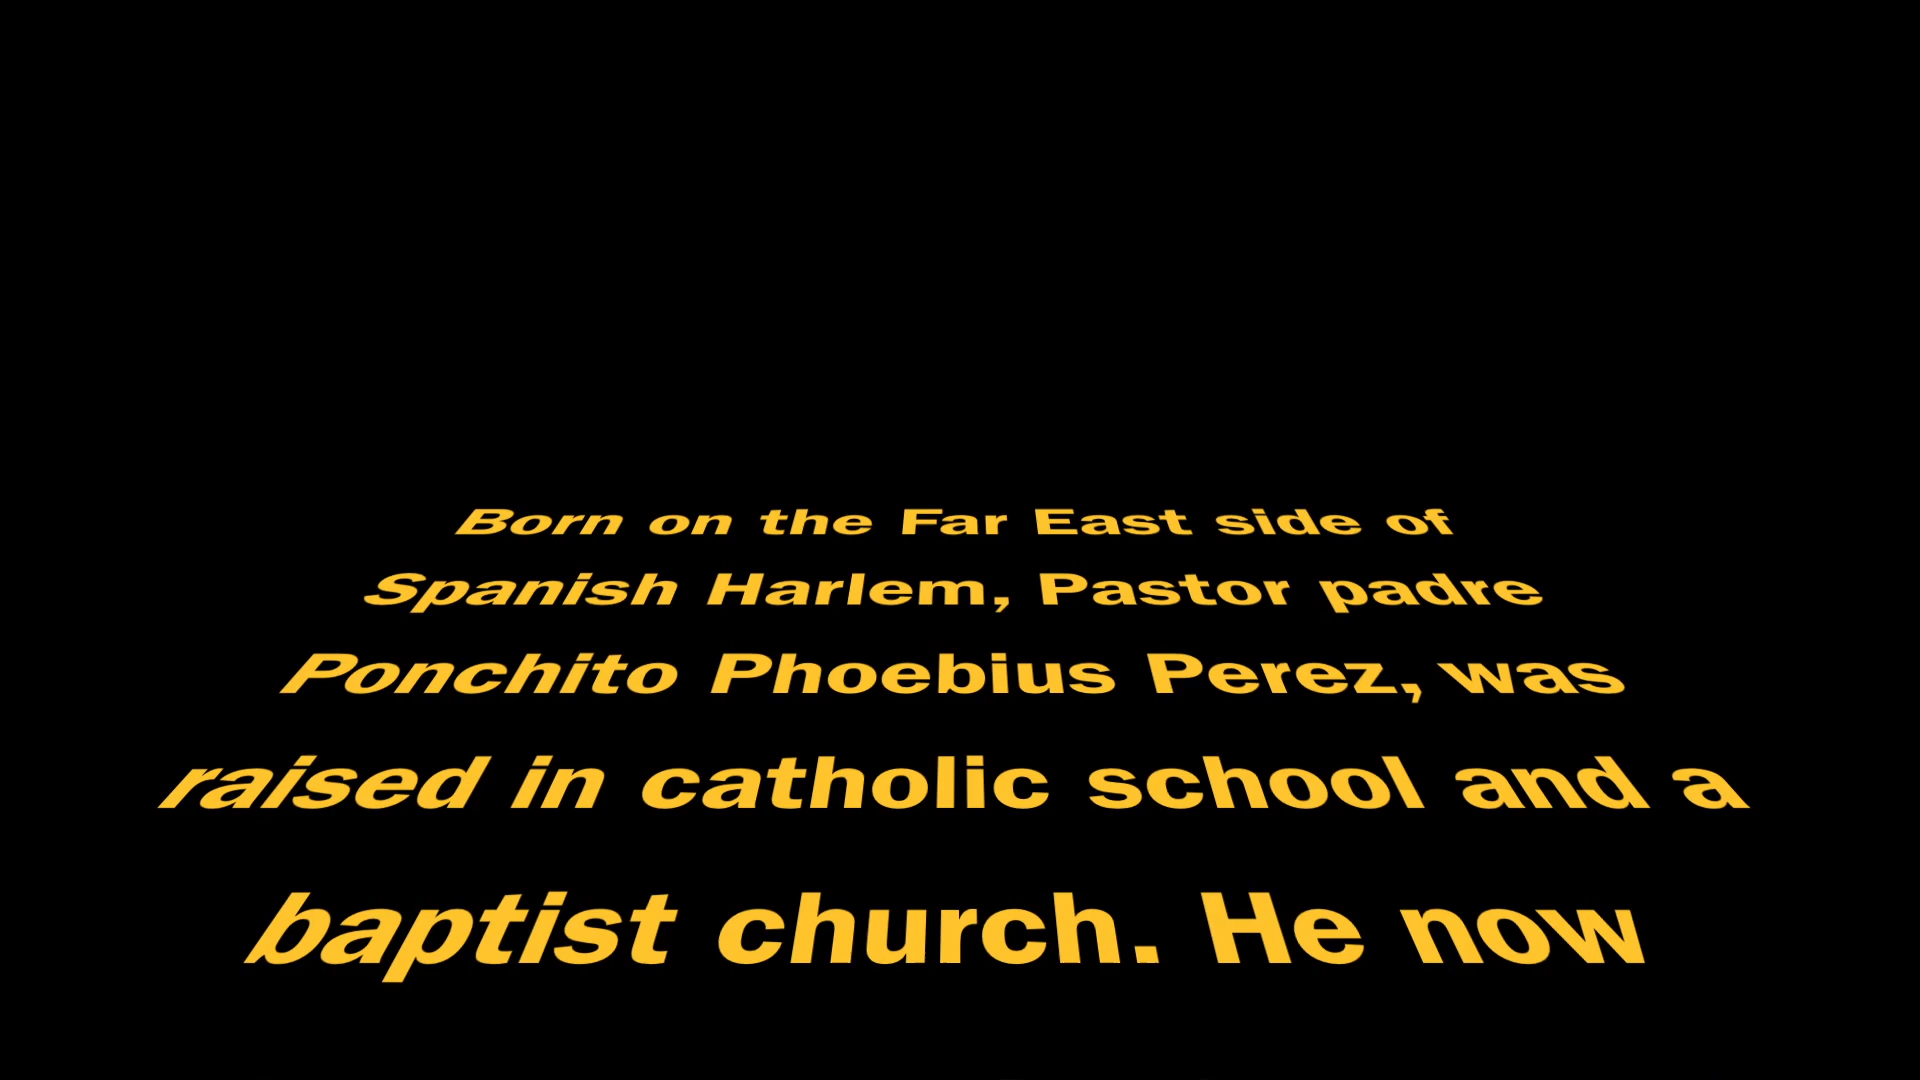 Born on the Far East side of
Spanish Harlem, Pastor padre
Ponchito Phoebius Perez, was
raised in catholic school and a
baptist church. He now